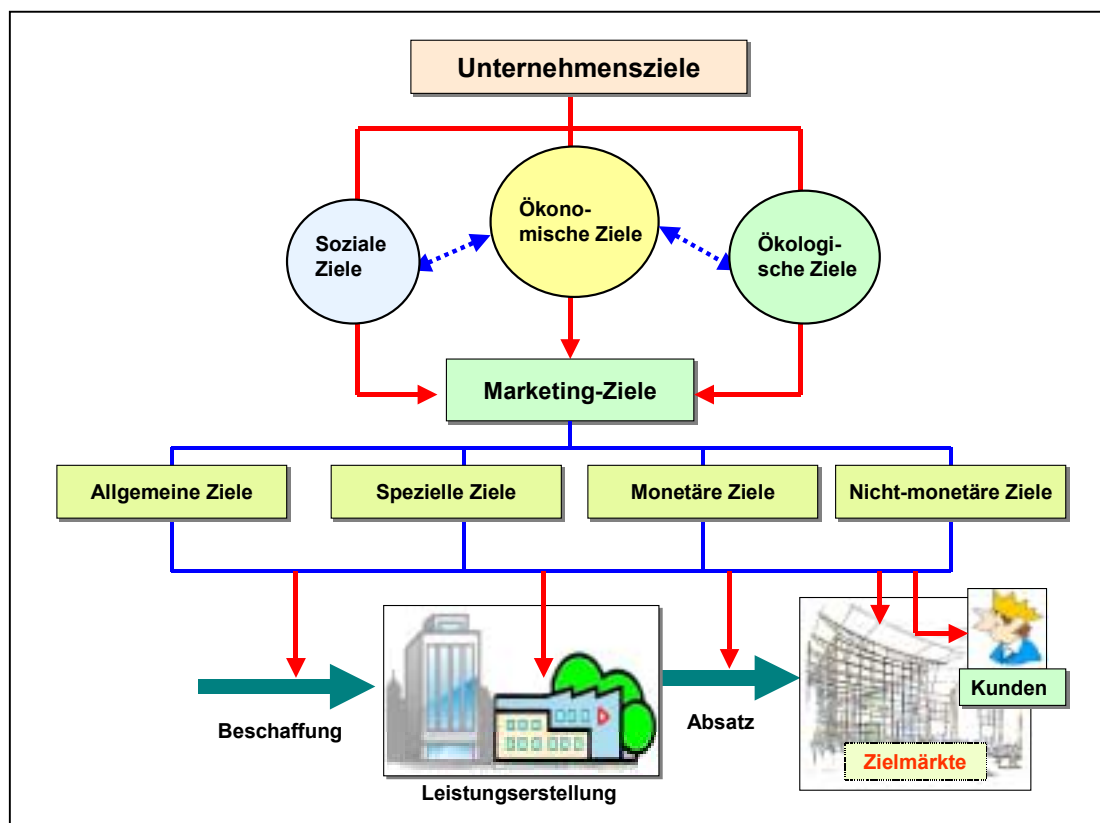 Unternehmensziele
Ökono-
mische Ziele
Soziale
Ziele
Ökologi-
sche Ziele
Marketing-Ziele
Allgemeine Ziele
Spezielle Ziele
Monetäre Ziele
Nicht-monetäre Ziele
Kunden
Beschaffung
Absatz
Zielmärkte
Leistungserstellung